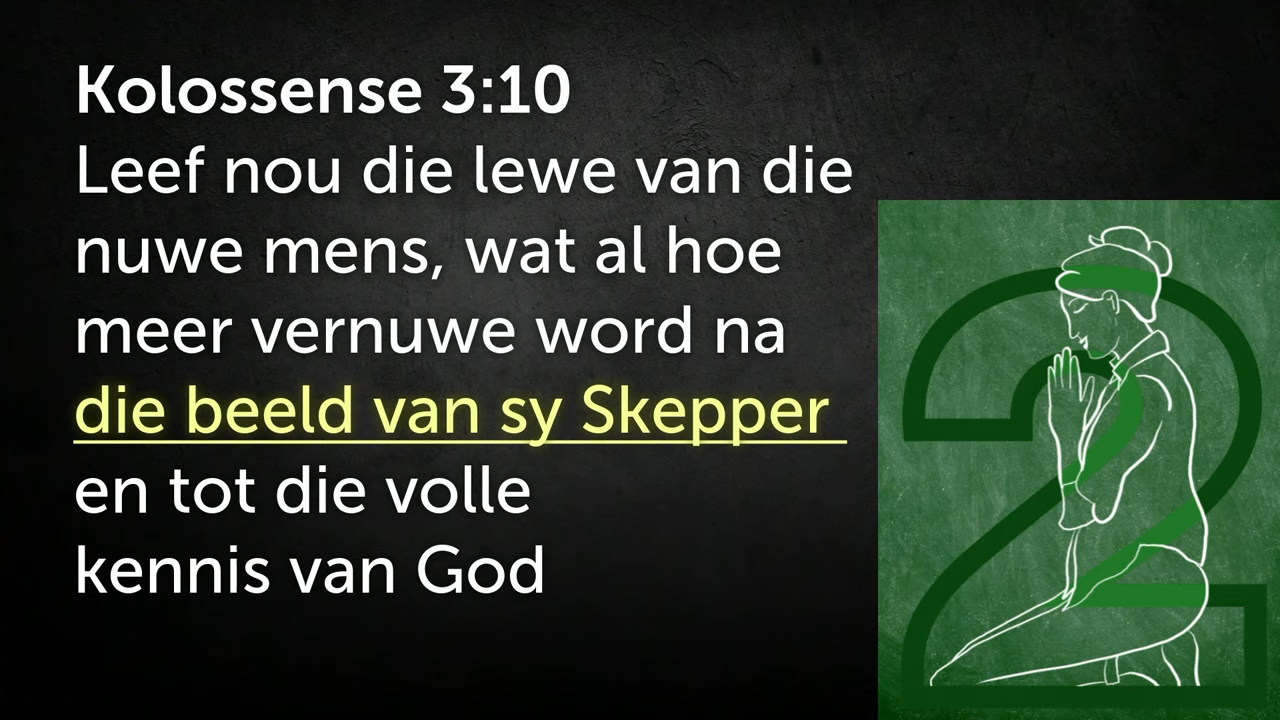 Kolossense 3:10
Leef nou die lewe van die
nuwe mens, wat al hoe
meer vernuwe word na
die beeld van sy Skepper
en tot die volle
kennis van God
2